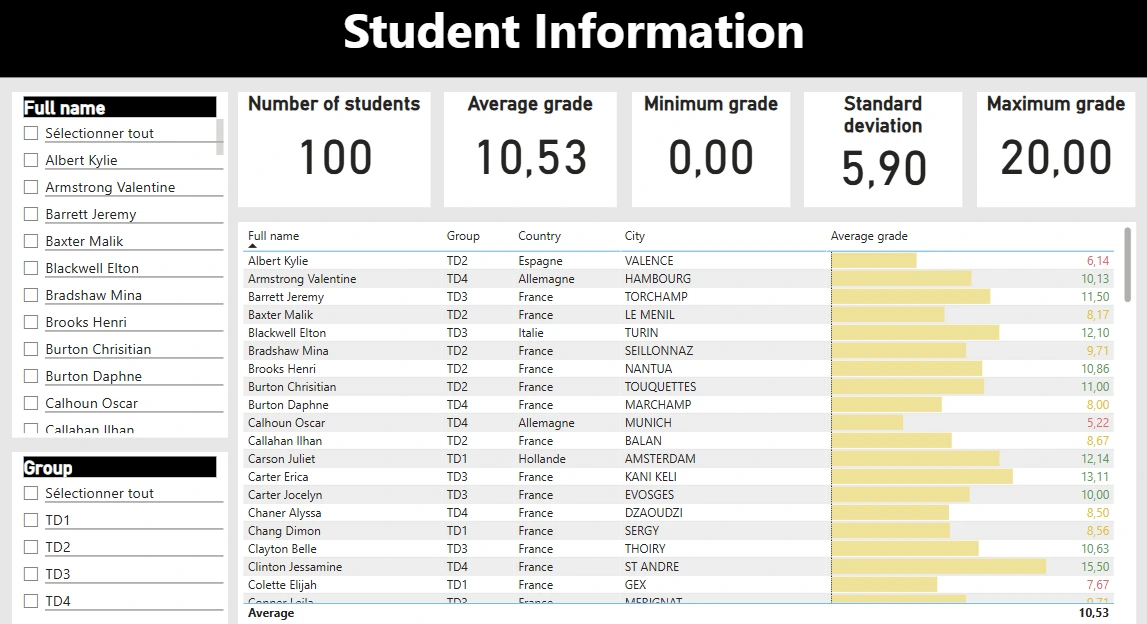 Student Information
Full name
Sélectionner tout
Albert Kylie
Armstrong Valentine
Barrett Jeremy
Baxter Malik
Blackwell Elton
Bradshaw Mina
Brooks Henri
Burton Chrisitian
Burton Daphne
Calhoun Oscar
Callahan Ilhan
Group
Sélectionner tout
TD1
TD2
TD3
TD4
Number of students
100
Average grade
10,53
Minimum grade
0,00
Standard
deviation
5,90
Maximum grade
20,00
Full name Group Country City Average grade
Albert Kylie TD2 Espagne VALENCE 6,14
Armstrong Valentine TD4 Allemagne HAMBOURG 10,13
Barrett Jeremy TD3 France TORCHAMP 11,50
Baxter Malik TD2 France LE MENIL 8,17
Blackwell Elton TD3 Italie TURIN 12,10
Bradshaw Mina TD2 France SEILLONNAZ 9,71
Brooks Henri TD2 France NANTUA 10,86
Burton Chrisitian TD2 France TOUQUETTES 11,00
Burton Daphne TD4 France MARCHAMP 8,00
Calhoun Oscar TD4 Allemagne MUNICH 5,22
Callahan Ilhan TD2 France BALAN 8,67
Carson Juliet TD1 Hollande AMSTERDAM 12,14
Carter Erica TD3 France KANI KELI 13,11
Carter Jocelyn TD3 France EVOSGES 10,00
Chaner Alyssa TD4 France DZAOUDZI 8,50
Chang Dimon TD1 France SERGY 8,56
Clayton Belle TD3 France THOIRY 10,63
Clinton Jessamine TD4 France ST ANDRE 15,50
Colette Elijah TD1 France GEX 7,67
Conner Leila TD3 France MERIGNAT 9,71
Average 10,53